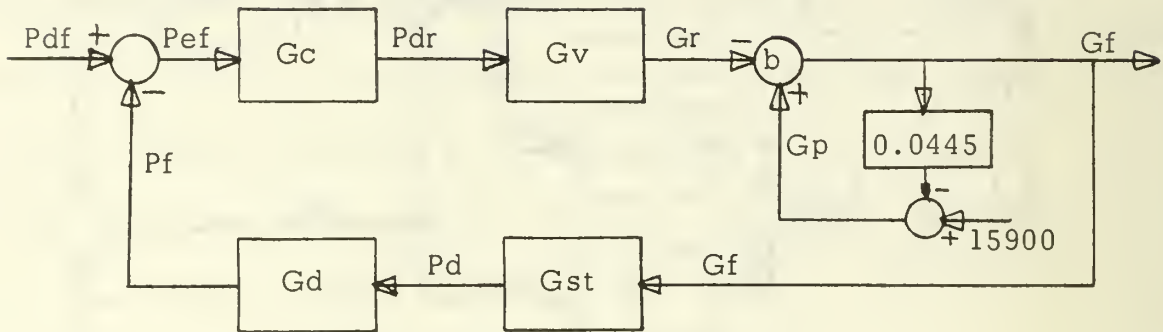 Pdf + Pef Gc Pdr Gv Gr − b Gf
− +
Pf Gp 0.0445
−
+ 15900
Gd Pd Gst Gf